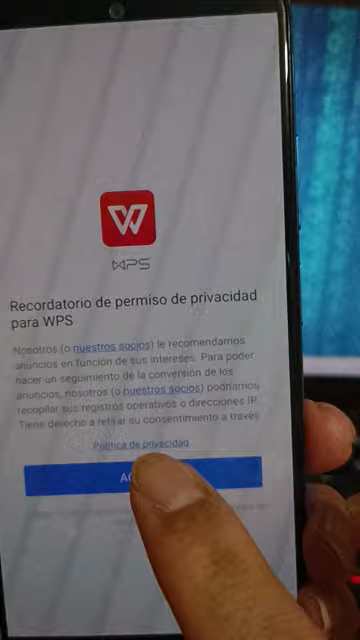 WPS
Recordatorio de permiso de privacidad
para WPS
Nosotros (o nuestros socios) le recomendamos
anuncios en función de sus intereses. Para poder
hacer un seguimiento de la conversión de los
anuncios, nosotros (o nuestros socios) podríamos
recopilar sus registros operativos o direcciones IP.
Tiene derecho a retirar su consentimiento a través
Política de privacidad